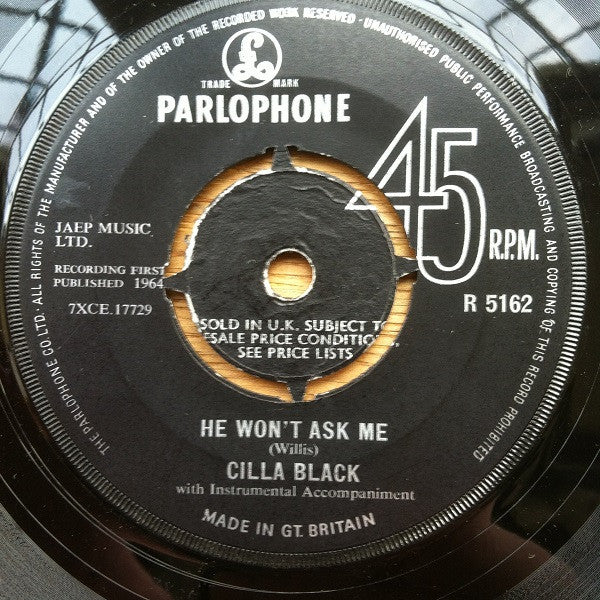 ALL RIGHTS OF THE MANUFACTURER AND OF THE OWNER OF THE RECORDED WORK RESERVED · UNAUTHORISED PUBLIC PERFORMANCE BROADCASTING AND COPYING OF THIS RECORD PROHIBITED
THE PARLOPHONE CO. LTD.
TRADE MARK
PARLOPHONE
45
R.P.M.
JAEP MUSIC
LTD.
RECORDING FIRST
PUBLISHED 1964
7XCE.17729
R 5162
SOLD IN U.K. SUBJECT TO
ESALE PRICE CONDITIO
SEE PRICE LISTS
HE WON'T ASK ME
(Willis)
CILLA BLACK
with Instrumental Accompaniment
MADE IN GT. BRITAIN